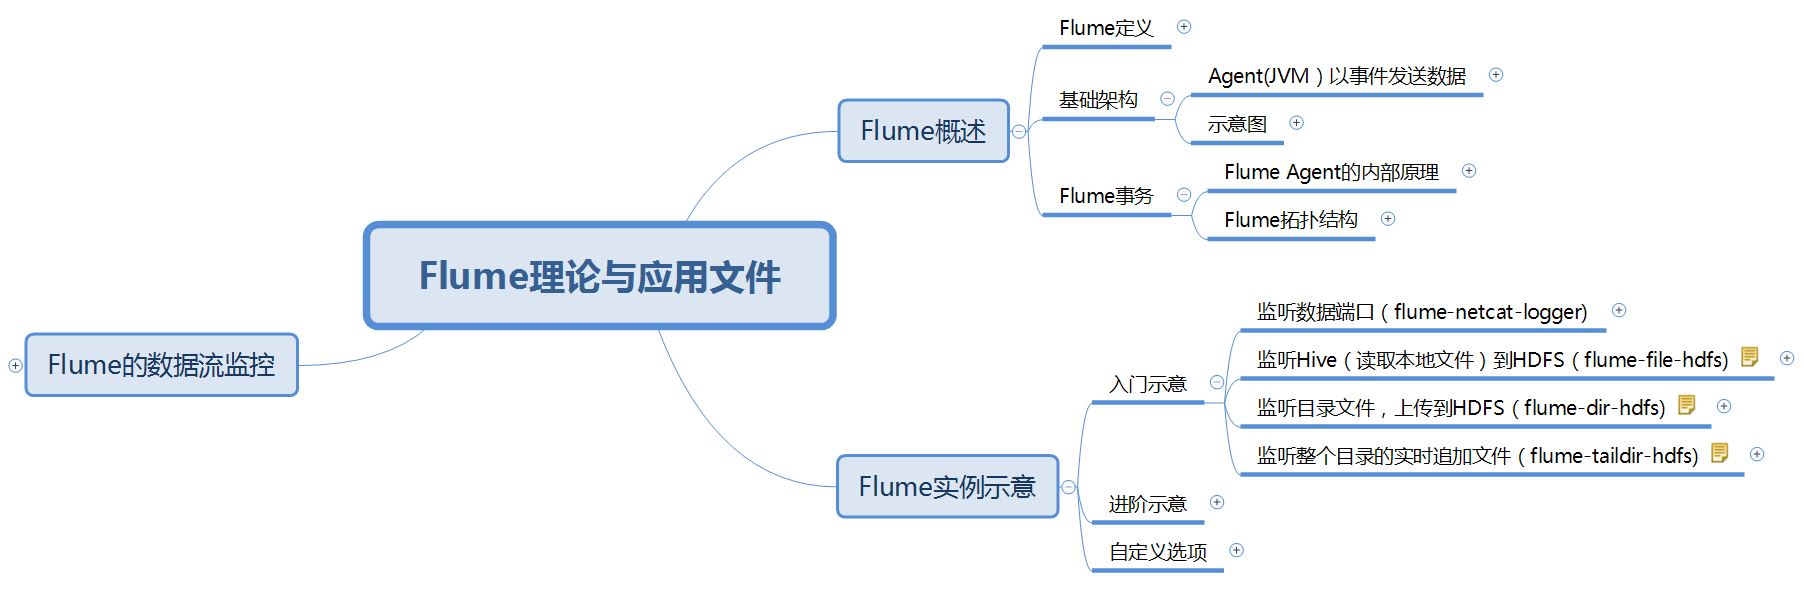 Flume理论与应用文件
Flume概述
Flume定义
基础架构
Agent(JVM）以事件发送数据
示意图
Flume事务
Flume Agent的内部原理
Flume拓扑结构
Flume实例示意
入门示意
监听数据端口（flume-netcat-logger)
监听Hive（读取本地文件）到HDFS（flume-file-hdfs)
监听目录文件，上传到HDFS（flume-dir-hdfs)
监听整个目录的实时追加文件（flume-taildir-hdfs)
进阶示意
自定义选项
Flume的数据流监控